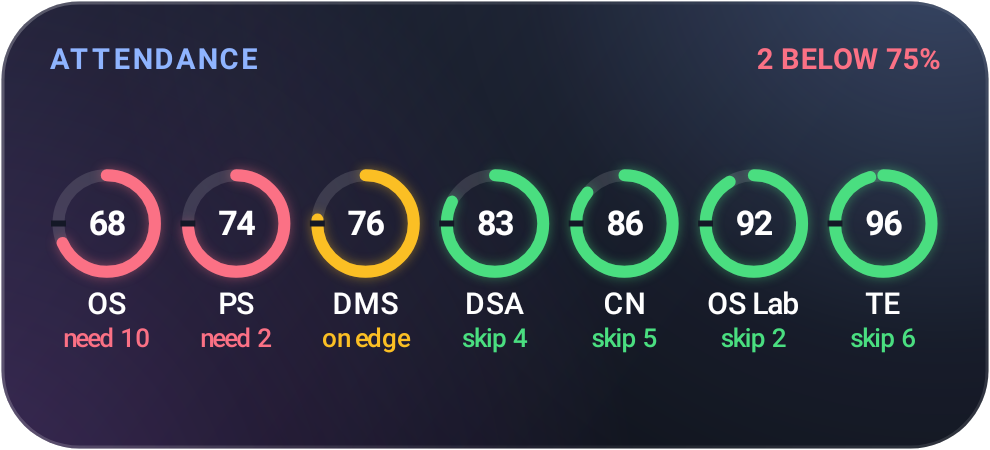 ATTENDANCE 2 BELOW 75%
68 74 76 83 86 92 96
OS PS DMS DSA CN OS Lab TE
need 10 need 2 on edge skip 4 skip 5 skip 2 skip 6